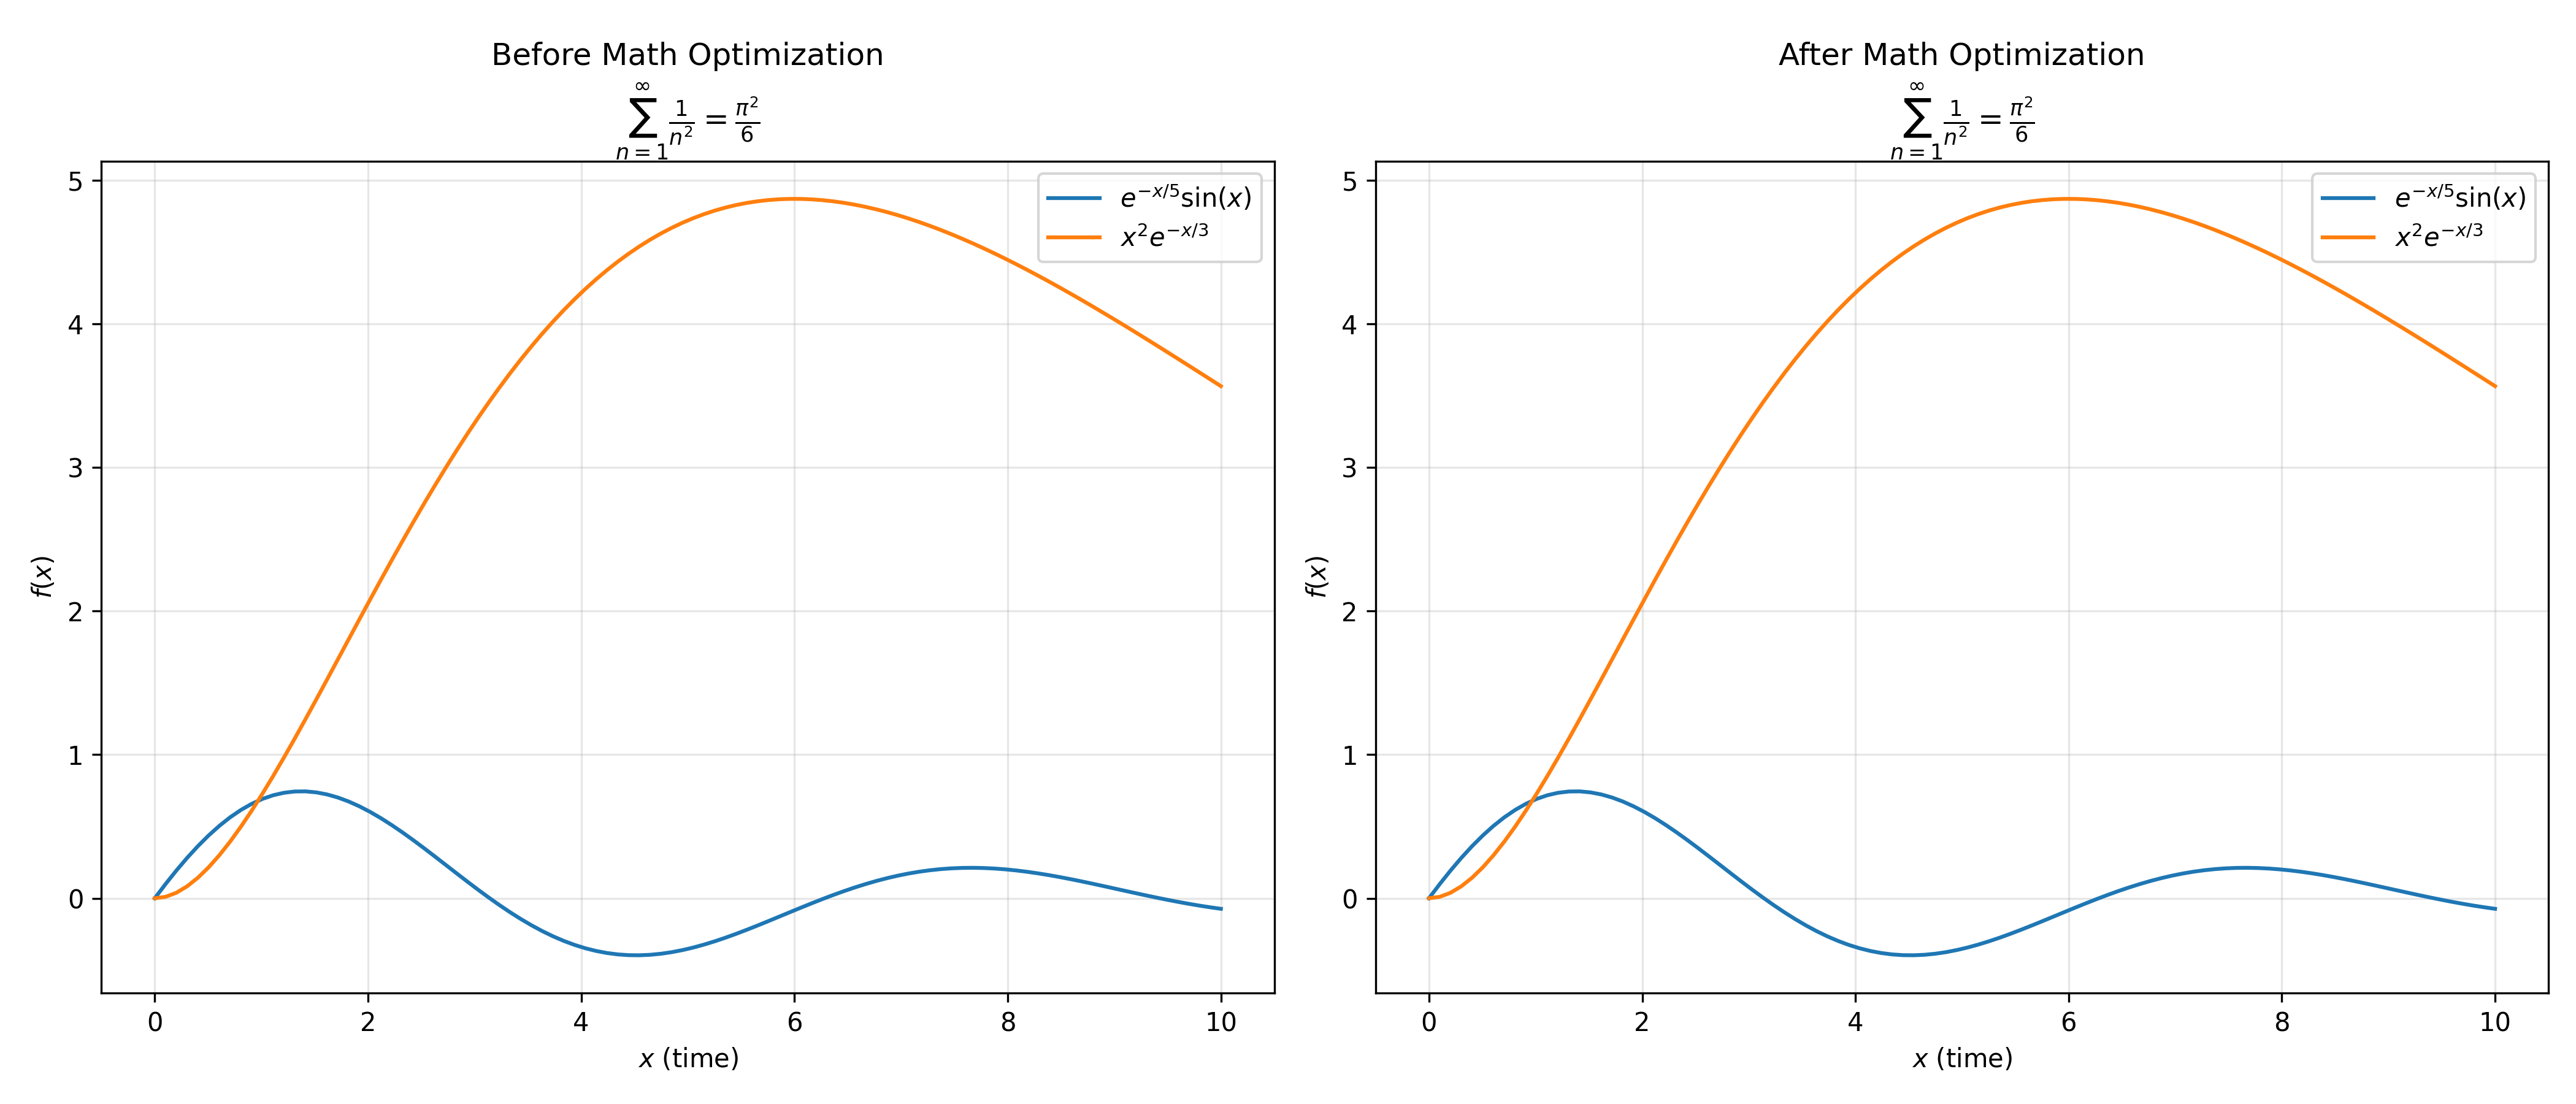 Before Math Optimization
∞
∑ 1/n² = π²/6
n = 1
e^{-x/5}sin(x)
x²e^{-x/3}
5
4
3
2
1
0
f(x)
0 2 4 6 8 10
x (time)
After Math Optimization
∞
∑ 1/n² = π²/6
n = 1
e^{-x/5}sin(x)
x²e^{-x/3}
5
4
3
2
1
0
f(x)
0 2 4 6 8 10
x (time)